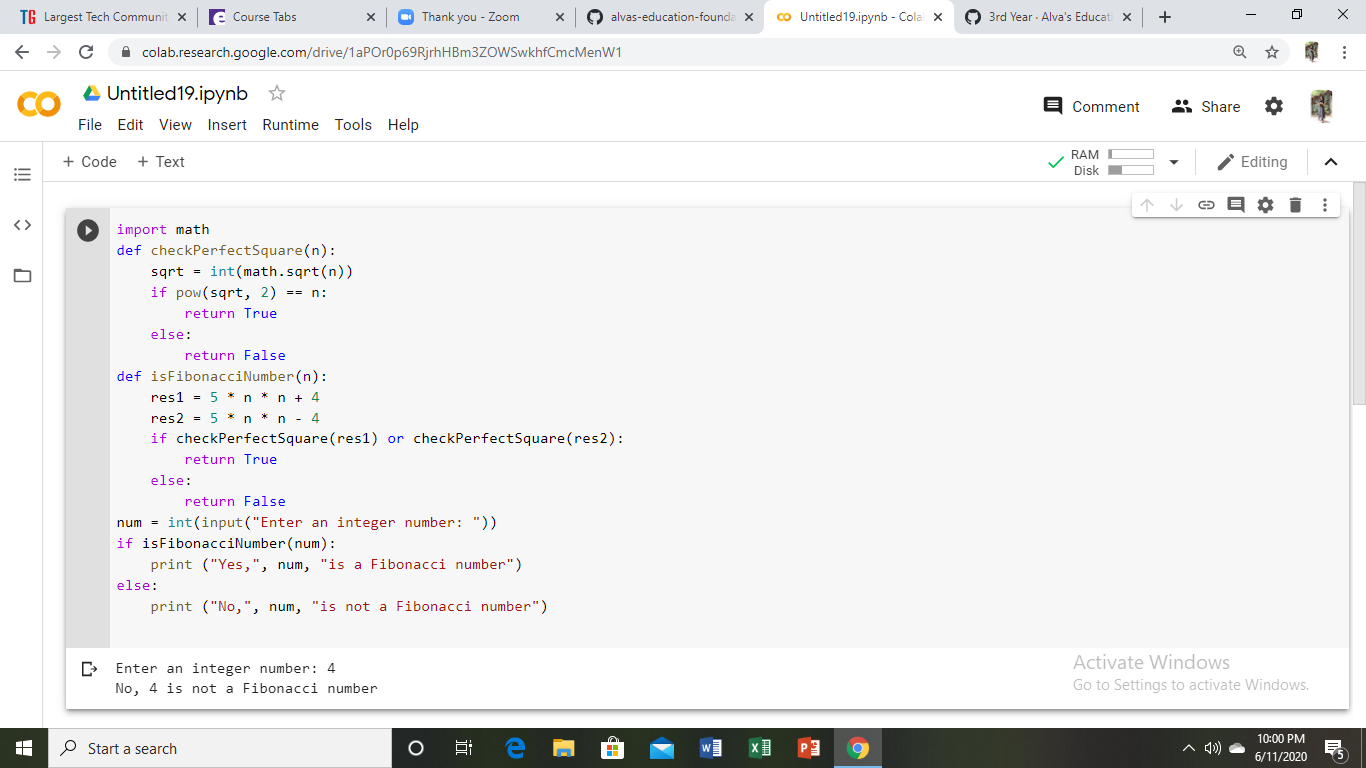 Largest Tech Communit
Course Tabs
Thank you - Zoom
alvas-education-founda
Untitled19.ipynb - Cola
3rd Year · Alva's Educati
colab.research.google.com/drive/1aPOr0p69RjrhHBm3ZOWSwkhfCmcMenW1
Untitled19.ipynb
Comment
Share
File Edit View Insert Runtime Tools Help
+ Code + Text
RAM
Disk
Editing
import math
def checkPerfectSquare(n):
    sqrt = int(math.sqrt(n))
    if pow(sqrt, 2) == n:
        return True
    else:
        return False
def isFibonacciNumber(n):
    res1 = 5 * n * n + 4
    res2 = 5 * n * n - 4
    if checkPerfectSquare(res1) or checkPerfectSquare(res2):
        return True
    else:
        return False
num = int(input("Enter an integer number: "))
if isFibonacciNumber(num):
    print ("Yes,", num, "is a Fibonacci number")
else:
    print ("No,", num, "is not a Fibonacci number")
Enter an integer number: 4
No, 4 is not a Fibonacci number
Activate Windows
Go to Settings to activate Windows.
Start a search
10:00 PM
6/11/2020
5